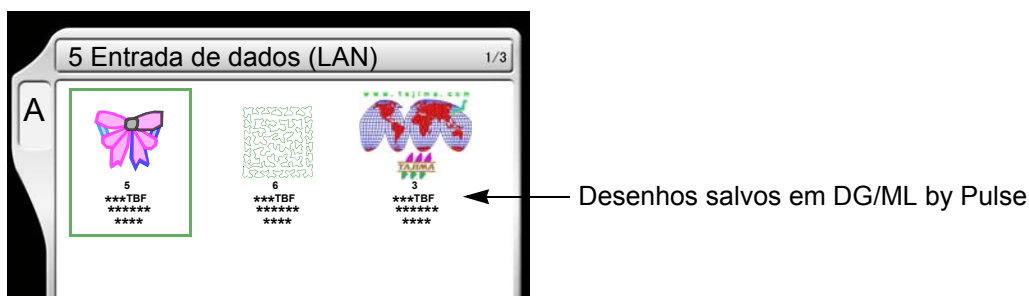 5 Entrada de dados (LAN) 1/3
A
www.tajima.com
TAJIMA
5 6 3
***TBF ***TBF ***TBF
****** ****** ******
**** **** ****
Desenhos salvos em DG/ML by Pulse